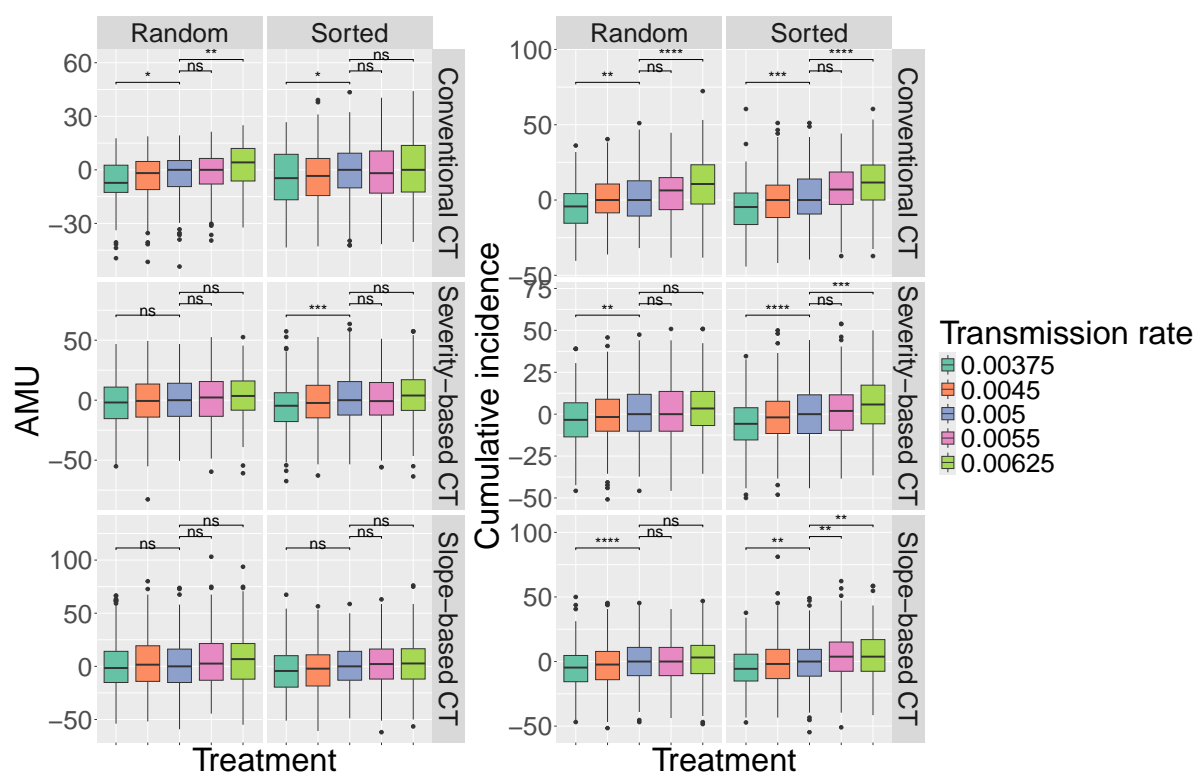 Random
Sorted
AMU
60
30
0
−30
*
ns
**
*
ns
ns
Conventional CT
50
0
−50
ns
ns
ns
***
ns
ns
Severity−based CT
100
50
0
−50
ns
ns
ns
ns
ns
ns
Slope−based CT
Treatment
Random
Sorted
Cumulative incidence
100
50
0
−50
**
ns
****
***
ns
****
Conventional CT
75
50
25
0
−25
−50
**
ns
ns
****
ns
***
Severity−based CT
100
50
0
−50
****
ns
ns
**
**
**
Slope−based CT
Treatment
Transmission rate
0.00375
0.0045
0.005
0.0055
0.00625